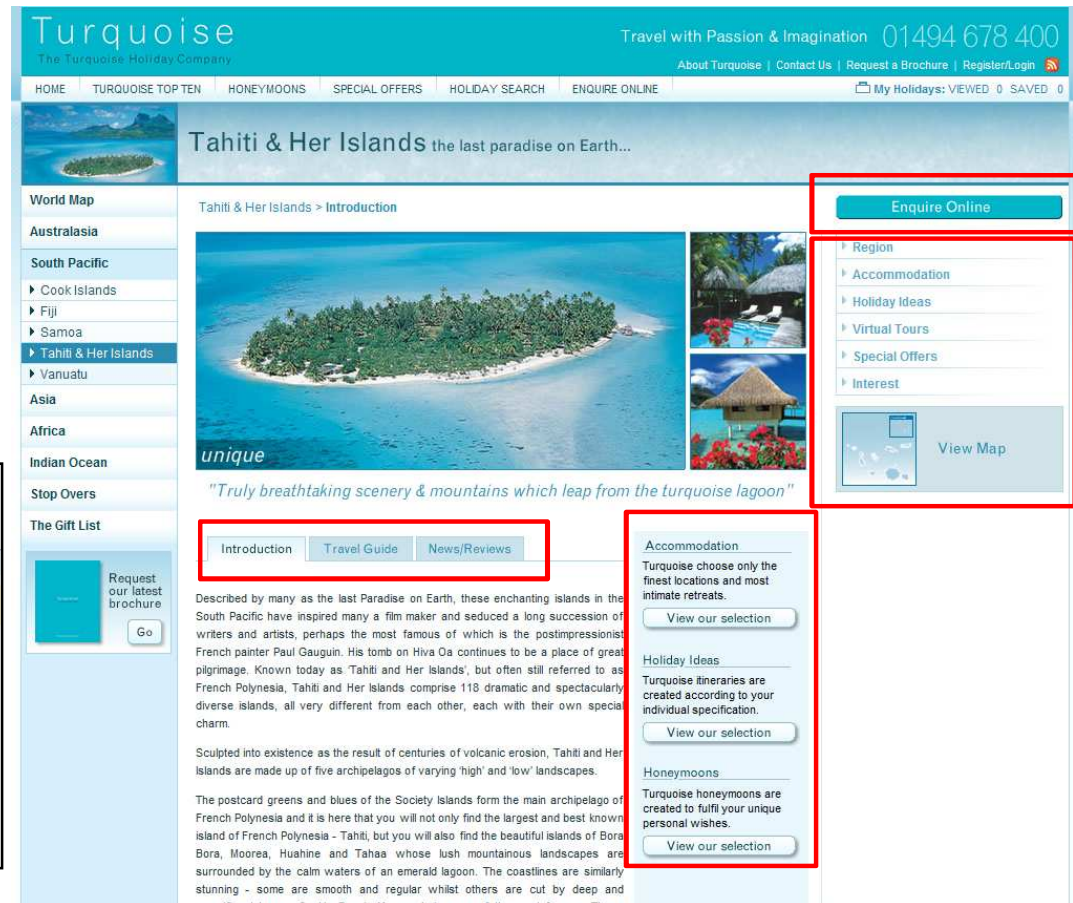 Turquoise
The Turquoise Holiday Company
Travel with Passion & Imagination 01494 678 400
About Turquoise | Contact Us | Request a Brochure | Register/Login
HOME TURQUOISE TOP TEN HONEYMOONS SPECIAL OFFERS HOLIDAY SEARCH ENQUIRE ONLINE
My Holidays: VIEWED 0 SAVED 0
Tahiti & Her Islands the last paradise on Earth...
World Map
Australasia
South Pacific
Cook Islands
Fiji
Samoa
Tahiti & Her Islands
Vanuatu
Asia
Africa
Indian Ocean
Stop Overs
The Gift List
Request
our latest
brochure
Go
Tahiti & Her Islands > Introduction
unique
"Truly breathtaking scenery & mountains which leap from the turquoise lagoon"
Introduction Travel Guide News/Reviews
Described by many as the last Paradise on Earth, these enchanting islands in the
South Pacific have inspired many a film maker and seduced a long succession of
writers and artists, perhaps the most famous of which is the postimpressionist
French painter Paul Gauguin. His tomb on Hiva Oa continues to be a place of great
pilgrimage. Known today as 'Tahiti and Her Islands', but often still referred to as
French Polynesia, Tahiti and Her Islands comprise 118 dramatic and spectacularly
diverse islands, all very different from each other, each with their own special
charm.
Sculpted into existence as the result of centuries of volcanic erosion, Tahiti and Her
Islands are made up of five archipelagos of varying 'high' and 'low' landscapes.
The postcard greens and blues of the Society Islands form the main archipelago of
French Polynesia and it is here that you will not only find the largest and best known
island of French Polynesia - Tahiti, but you will also find the beautiful islands of Bora
Bora, Moorea, Huahine and Tahaa whose lush mountainous landscapes are
surrounded by the calm waters of an emerald lagoon. The coastlines are similarly
stunning - some are smooth and regular whilst others are cut by deep and
Accommodation
Turquoise choose only the
finest locations and most
intimate retreats.
View our selection
Holiday Ideas
Turquoise itineraries are
created according to your
individual specification.
View our selection
Honeymoons
Turquoise honeymoons are
created to fulfil your unique
personal wishes.
View our selection
Enquire Online
Region
Accommodation
Holiday Ideas
Virtual Tours
Special Offers
Interest
View Map